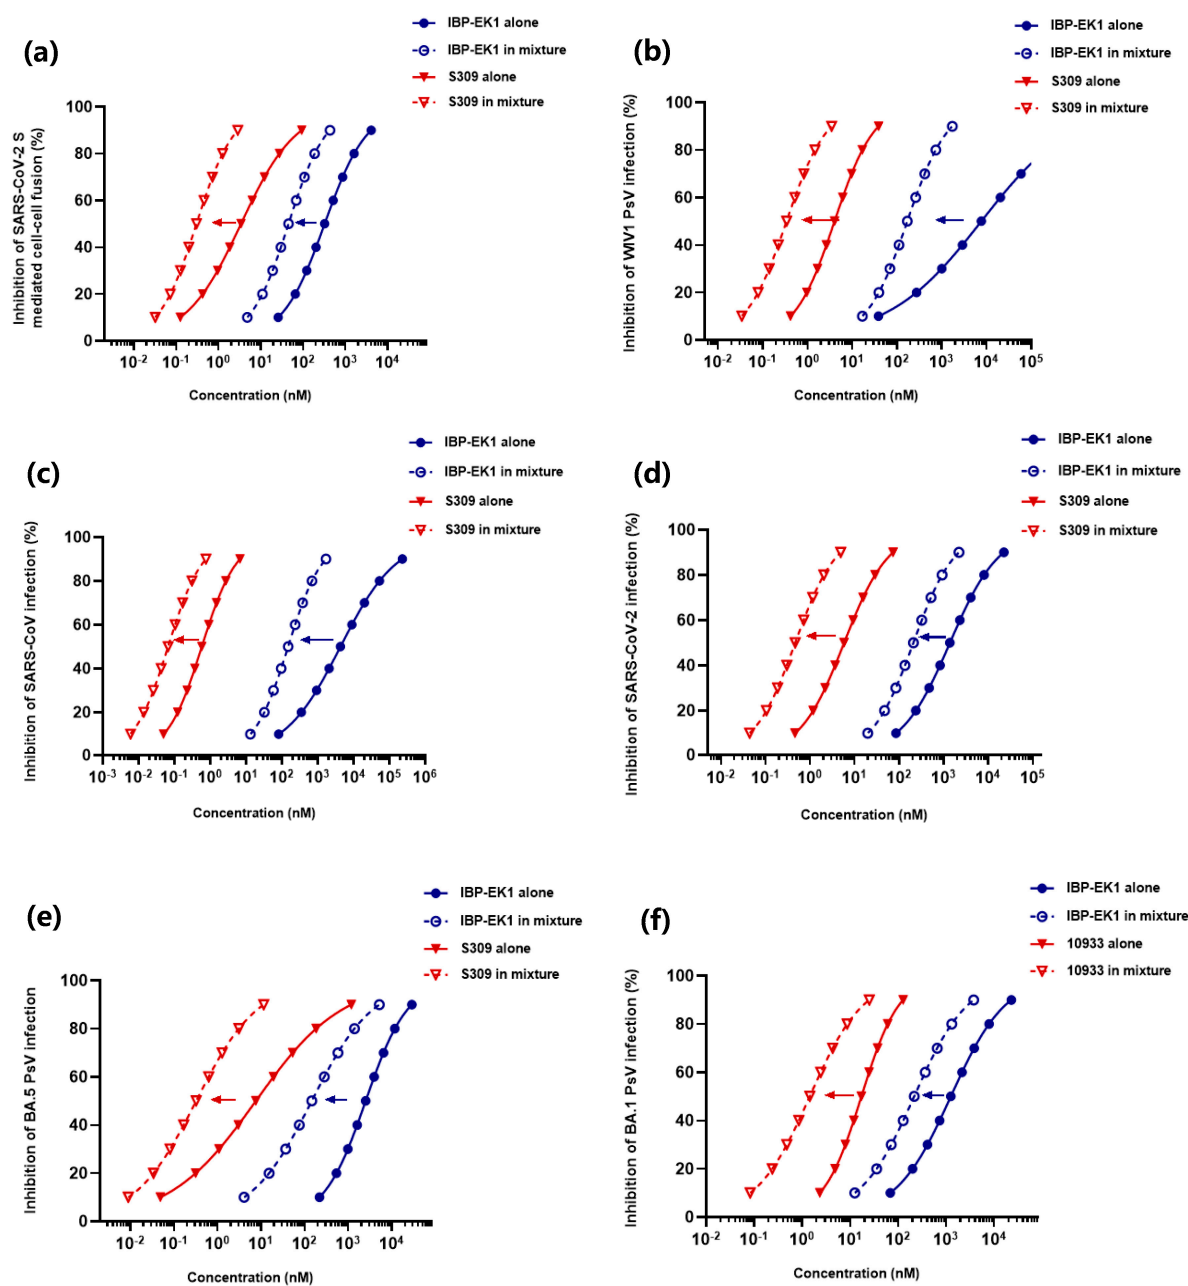 (a)
IBP-EK1 alone
IBP-EK1 in mixture
S309 alone
S309 in mixture
Inhibition of SARS-CoV-2 S
mediated cell-cell fusion (%)
100
80
60
40
20
0
10-2 10-1 100 101 102 103 104
Concentration (nM)
(b)
IBP-EK1 alone
IBP-EK1 in mixture
S309 alone
S309 in mixture
Inhibition of WIV1 PsV infection (%)
100
80
60
40
20
0
10-2 10-1 100 101 102 103 104 105
Concentration (nM)
(c)
IBP-EK1 alone
IBP-EK1 in mixture
S309 alone
S309 in mixture
Inhibition of SARS-CoV infection (%)
100
80
60
40
20
0
10-3 10-2 10-1 100 101 102 103 104 105 106
Concentration (nM)
(d)
IBP-EK1 alone
IBP-EK1 in mixture
S309 alone
S309 in mixture
Inhibition of SARS-CoV-2 infection (%)
100
80
60
40
20
0
10-2 10-1 100 101 102 103 104 105
Concentration (nM)
(e)
IBP-EK1 alone
IBP-EK1 in mixture
S309 alone
S309 in mixture
Inhibition of BA.5 PsV infection
100
80
60
40
20
0
10-2 10-1 100 101 102 103 104
Concentration (nM)
(f)
IBP-EK1 alone
IBP-EK1 in mixture
10933 alone
10933 in mixture
Inhibition of BA.1 PsV infection (%)
100
80
60
40
20
0
10-2 10-1 100 101 102 103 104
Concentration (nM)